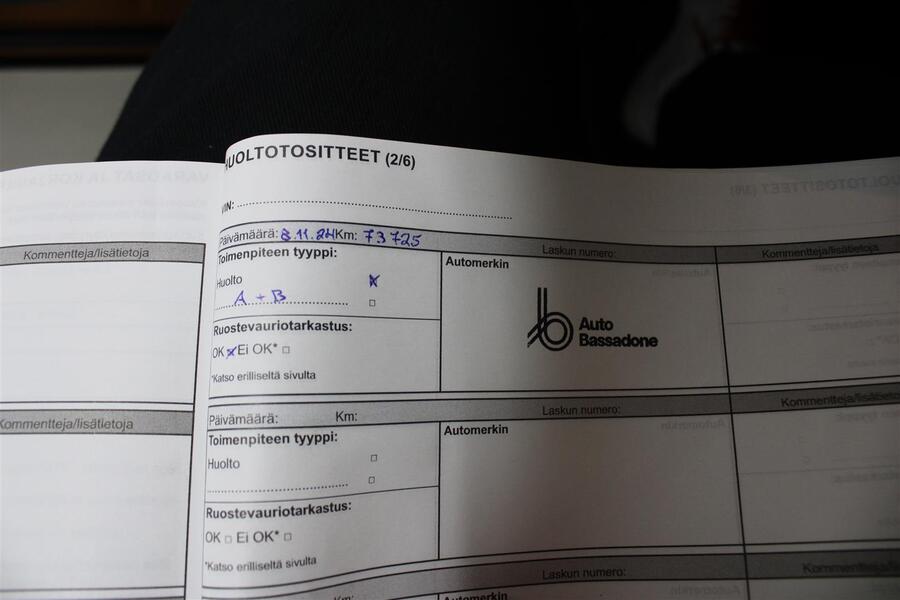 HUOLTOTOSITTEET (2/6)
VIN:
Kommentteja/lisätietoja
Päivämäärä: 8.11.24 Km: 73725
Laskun numero:
Kommentteja/lisätietoja
Toimenpiteen tyyppi:
Huolto
A + B
Ruostevauriotarkastus:
OK Ei OK*
*Katso erilliseltä sivulta
Automerkin
Auto
Bassadone
Kommentteja/lisätietoja
Päivämäärä: Km:
Laskun numero:
Kommentteja/lisätietoja
Toimenpiteen tyyppi:
Huolto
Ruostevauriotarkastus:
OK Ei OK*
*Katso erilliseltä sivulta
Automerkin
Km:
Laskun numero:
Automerkin